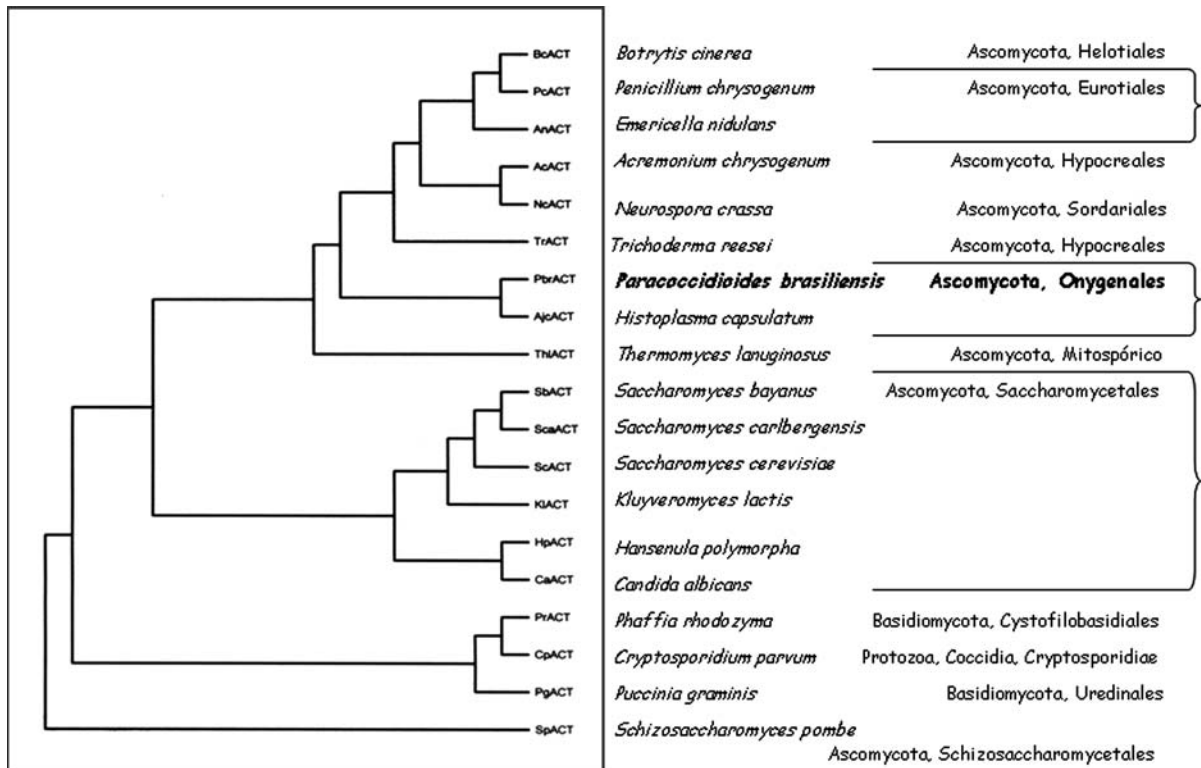 BcACT Botrytis cinerea Ascomycota, Helotiales
PcACT Penicillium chrysogenum Ascomycota, Eurotiales
AnACT Emericella nidulans
AcACT Acremonium chrysogenum Ascomycota, Hypocreales
NcACT Neurospora crassa Ascomycota, Sordariales
TrACT Trichoderma reesei Ascomycota, Hypocreales
PbrACT Paracoccidioides brasiliensis Ascomycota, Onygenales
AjcACT Histoplasma capsulatum
ThlACT Thermomyces lanuginosus Ascomycota, Mitospórico
SbACT Saccharomyces bayanus Ascomycota, Saccharomycetales
ScaACT Saccharomyces carlbergensis
ScACT Saccharomyces cerevisiae
KlACT Kluyveromyces lactis
HpACT Hansenula polymorpha
CaACT Candida albicans
PrACT Phaffia rhodozyma Basidiomycota, Cystofilobasidiales
CpACT Cryptosporidium parvum Protozoa, Coccidia, Cryptosporidiae
PgACT Puccinia graminis Basidiomycota, Uredinales
SpACT Schizosaccharomyces pombe
Ascomycota, Schizosaccharomycetales